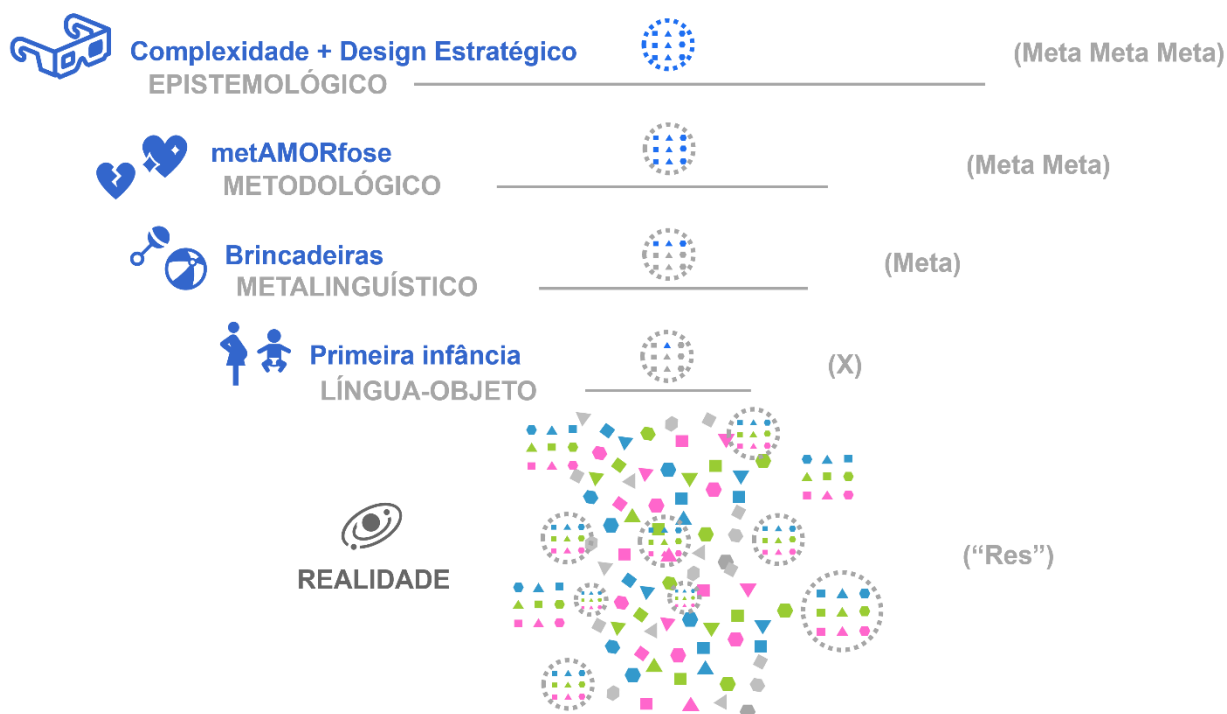 Complexidade + Design Estratégico
(Meta Meta Meta)
EPISTEMOLÓGICO
metAMORfose
(Meta Meta)
METODOLÓGICO
Brincadeiras
(Meta)
METALINGUÍSTICO
Primeira infância
(X)
LÍNGUA-OBJETO
(“Res”)
REALIDADE